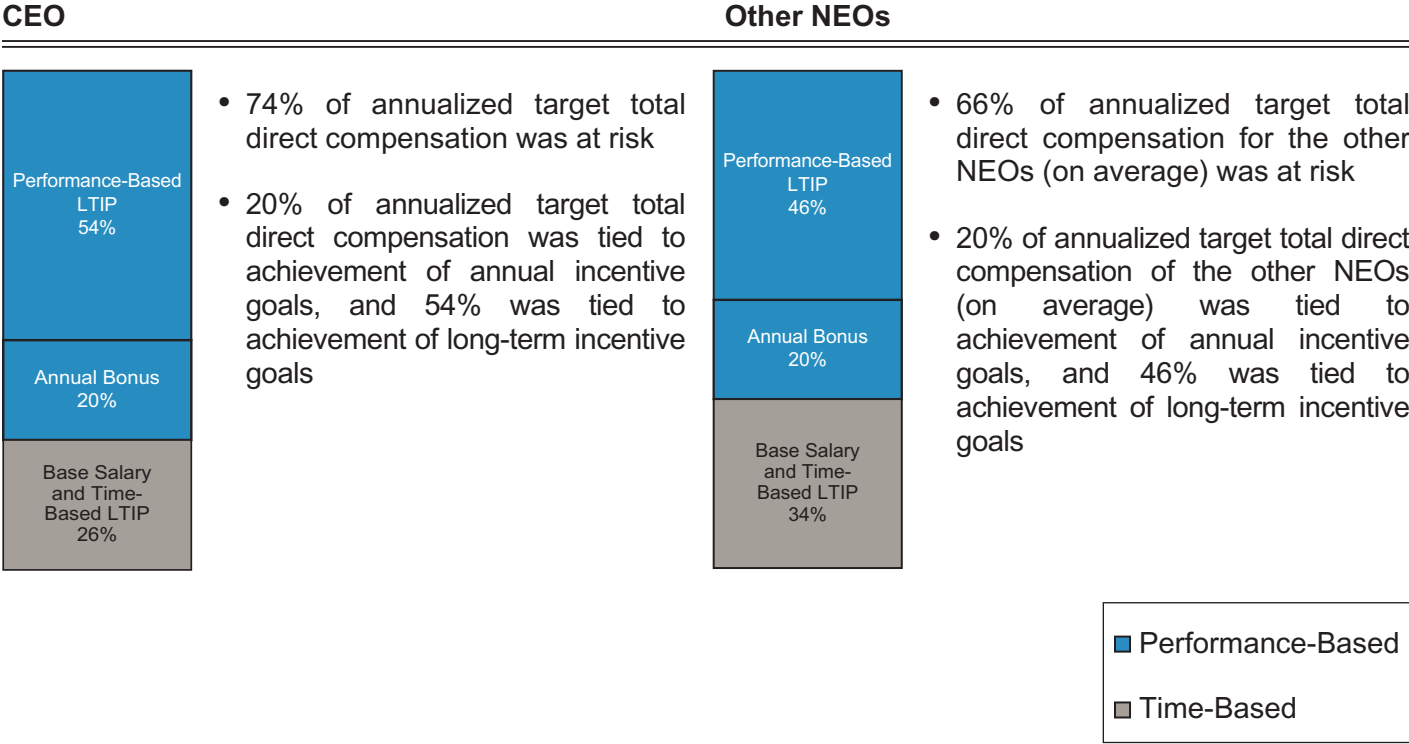 CEO
Performance-Based
LTIP
54%
Annual Bonus
20%
Base Salary
and Time-
Based LTIP
26%
• 74% of annualized target total
direct compensation was at risk
• 20% of annualized target total
direct compensation was tied to
achievement of annual incentive
goals, and 54% was tied to
achievement of long-term incentive
goals
Other NEOs
Performance-Based
LTIP
46%
Annual Bonus
20%
Base Salary
and Time-
Based LTIP
34%
• 66% of annualized target total
direct compensation for the other
NEOs (on average) was at risk
• 20% of annualized target total direct
compensation of the other NEOs
(on average) was tied to
achievement of annual incentive
goals, and 46% was tied to
achievement of long-term incentive
goals
Performance-Based
Time-Based